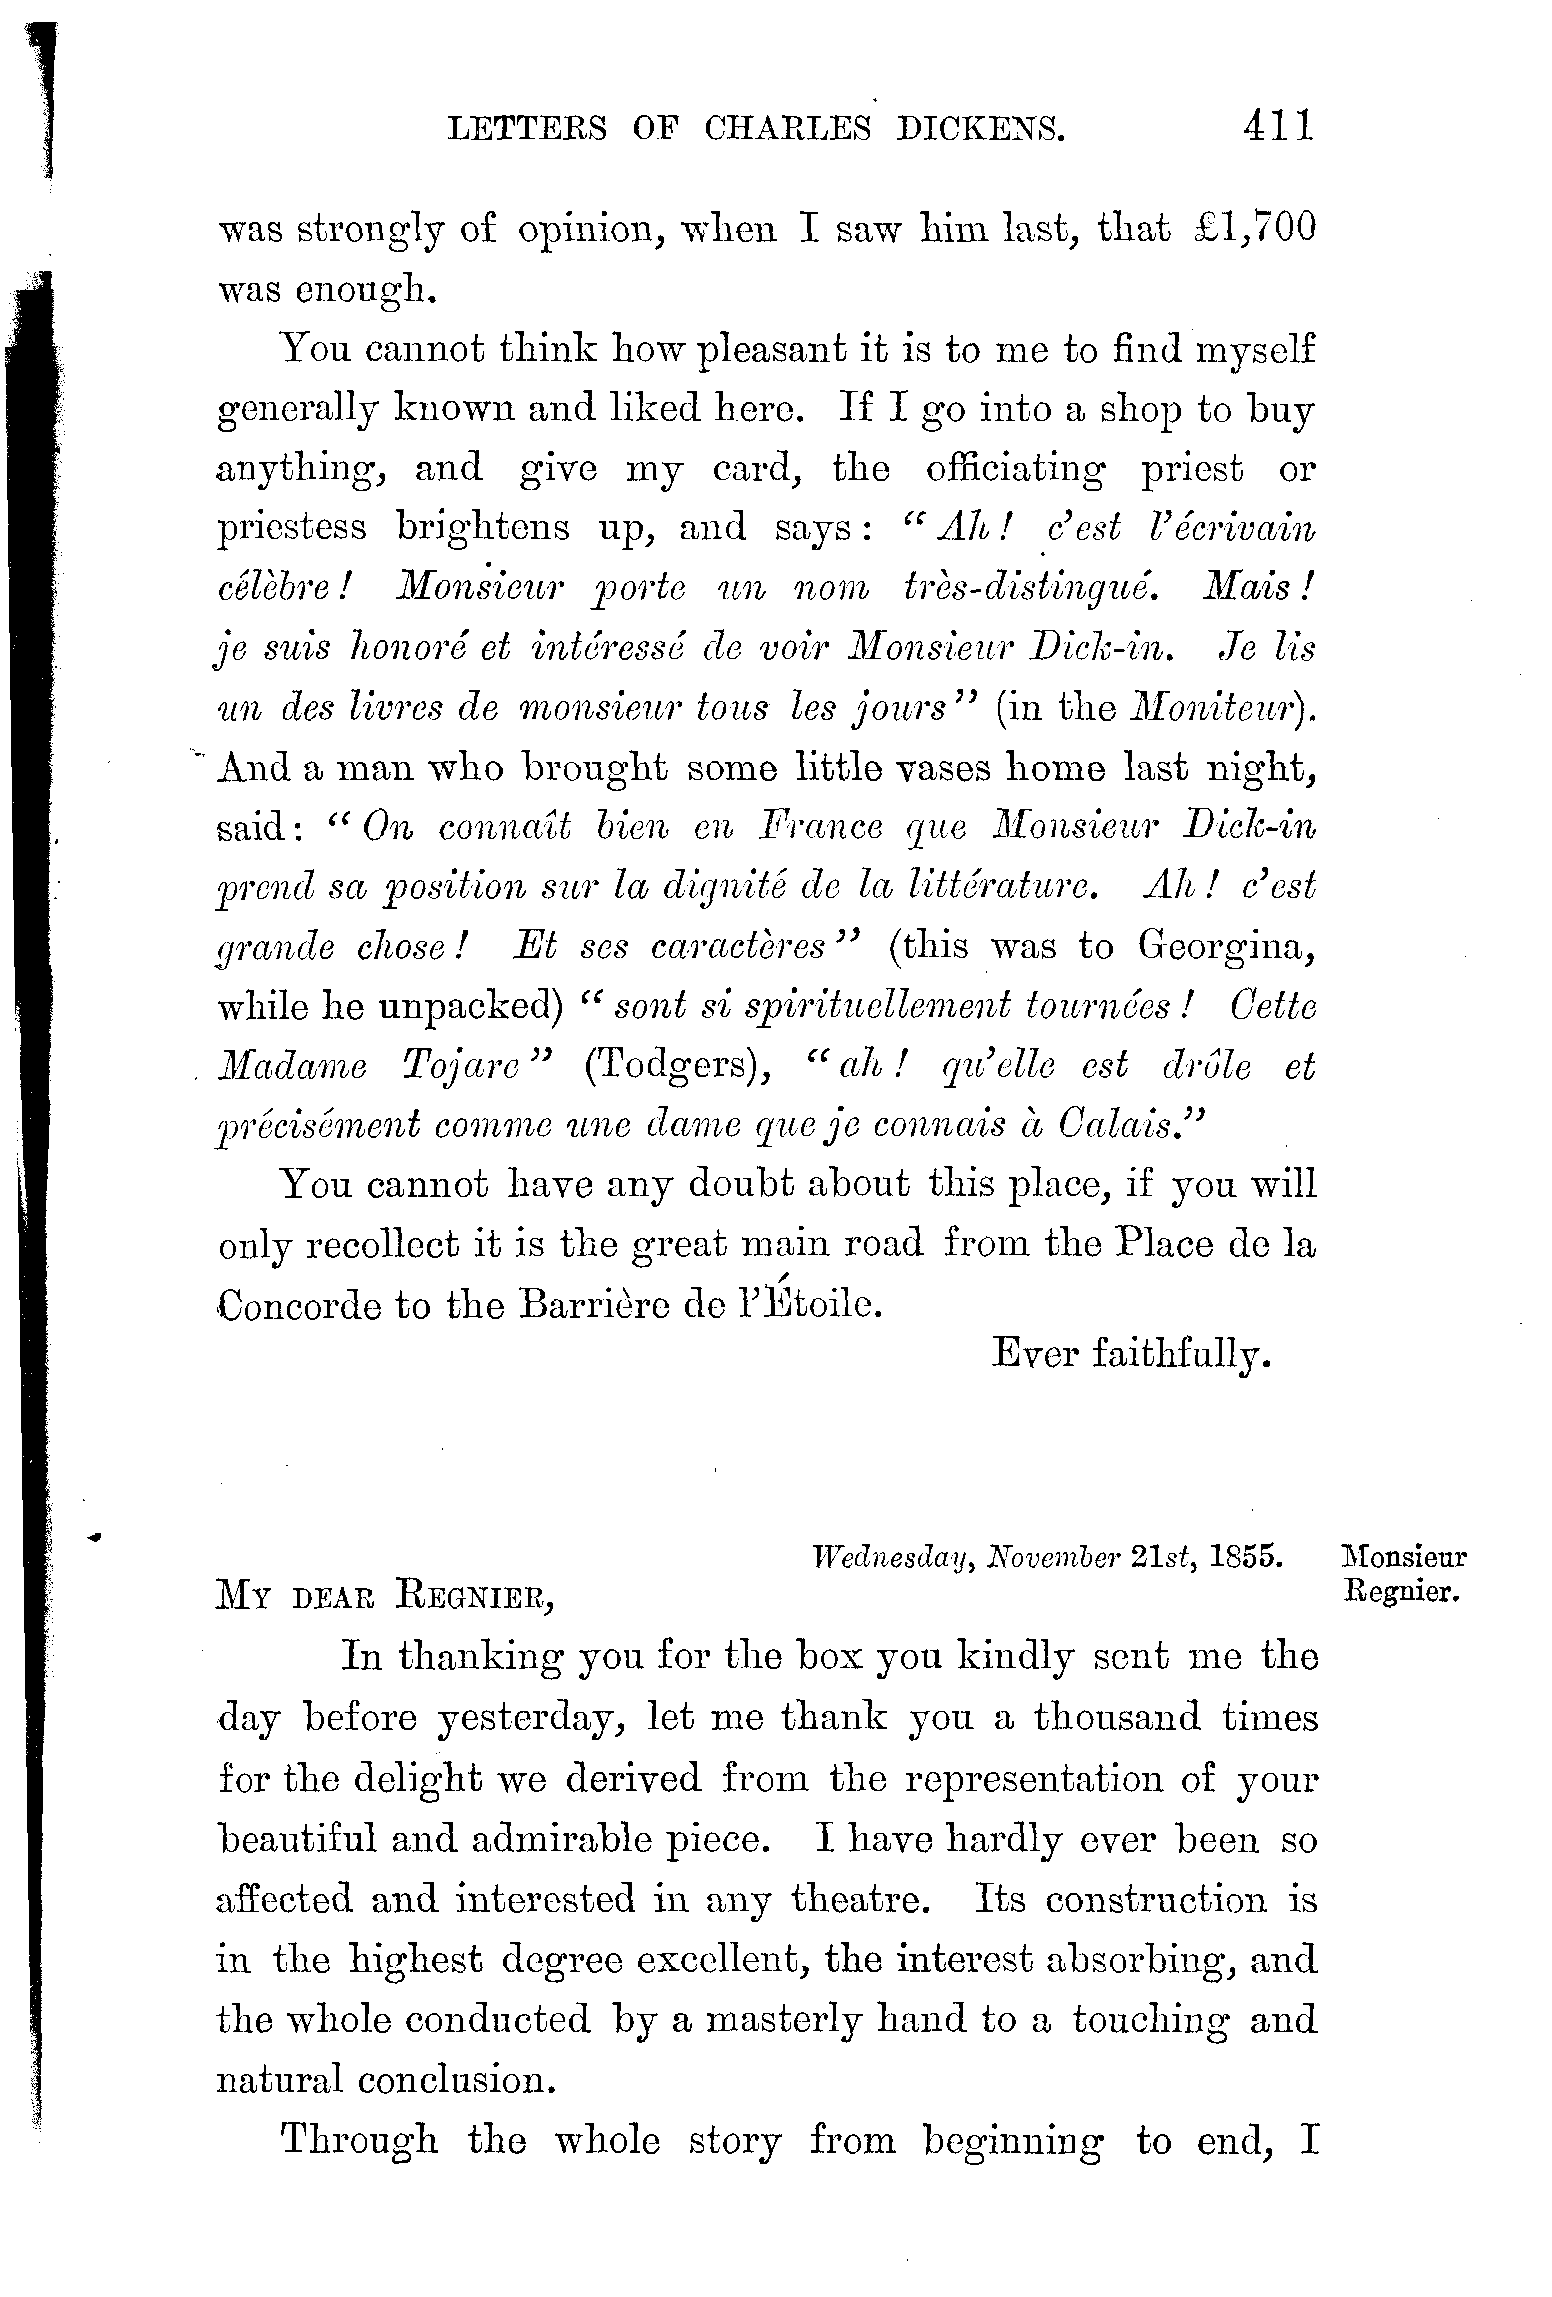 LETTERS OF CHARLES DICKENS. 411
was strongly of opinion, when I saw him last, that £1,700
was enough.
You cannot think how pleasant it is to me to find myself
generally known and liked here. If I go into a shop to buy
anything, and give my card, the officiating priest or
priestess brightens up, and says: “Ah! c’est l’écrivain
célèbre! Monsieur porte un nom très-distingué. Mais!
je suis honoré et intéressé de voir Monsieur Dick-in. Je lis
un des livres de monsieur tous les jours” (in the Moniteur).
And a man who brought some little vases home last night,
said: “On connaît bien en France que Monsieur Dick-in
prend sa position sur la dignité de la littérature. Ah! c’est
grande chose! Et ses caractères” (this was to Georgina,
while he unpacked) “sont si spirituellement tournées! Cette
Madame Tojare” (Todgers), “ah! qu’elle est drôle et
précisément comme une dame que je connais à Calais.”
You cannot have any doubt about this place, if you will
only recollect it is the great main road from the Place de la
Concorde to the Barrière de l’Étoile.
Ever faithfully.
Wednesday, November 21st, 1855.
Monsieur
Regnier.
MY DEAR REGNIER,
In thanking you for the box you kindly sent me the
day before yesterday, let me thank you a thousand times
for the delight we derived from the representation of your
beautiful and admirable piece. I have hardly ever been so
affected and interested in any theatre. Its construction is
in the highest degree excellent, the interest absorbing, and
the whole conducted by a masterly hand to a touching and
natural conclusion.
Through the whole story from beginning to end, I